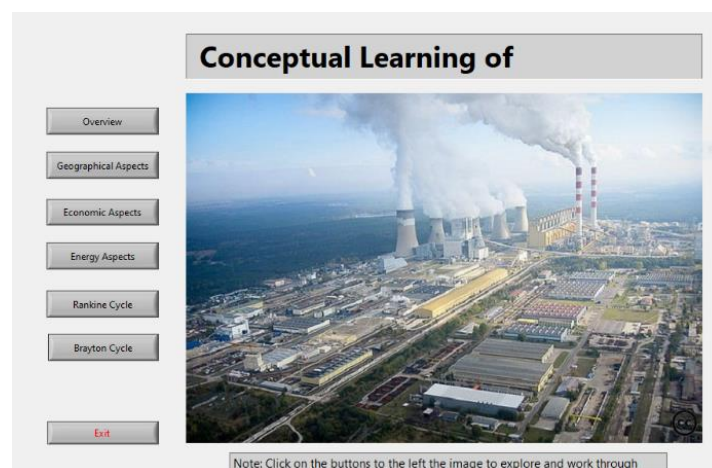 Conceptual Learning of
Overview
Geographical Aspects
Economic Aspects
Energy Aspects
Rankine Cycle
Brayton Cycle
Exit
cc
Note: Click on the buttons to the left the image to explore and work through